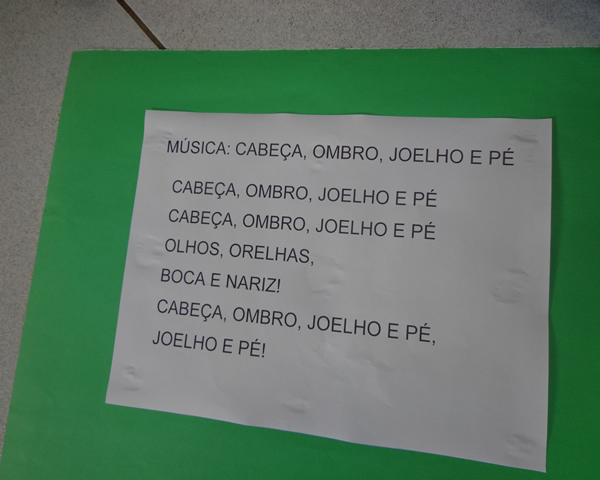 MÚSICA: CABEÇA, OMBRO, JOELHO E PÉ
CABEÇA, OMBRO, JOELHO E PÉ
CABEÇA, OMBRO, JOELHO E PÉ
OLHOS, ORELHAS,
BOCA E NARIZ!
CABEÇA, OMBRO, JOELHO E PÉ,
JOELHO E PÉ!